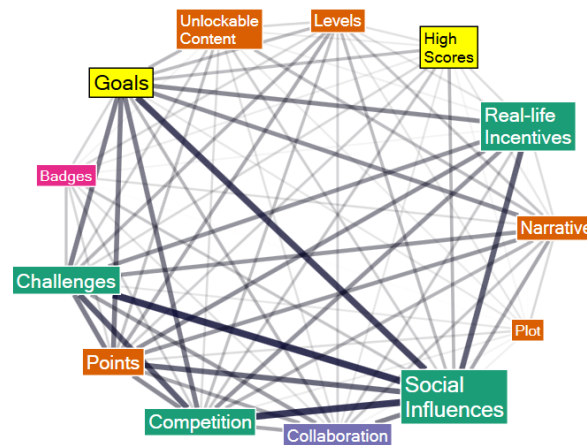 Unlockable
Content
Levels
High
Scores
Goals
Real-life
Incentives
Badges
Narrative
Challenges
Plot
Points
Social
Influences
Competition
Collaboration